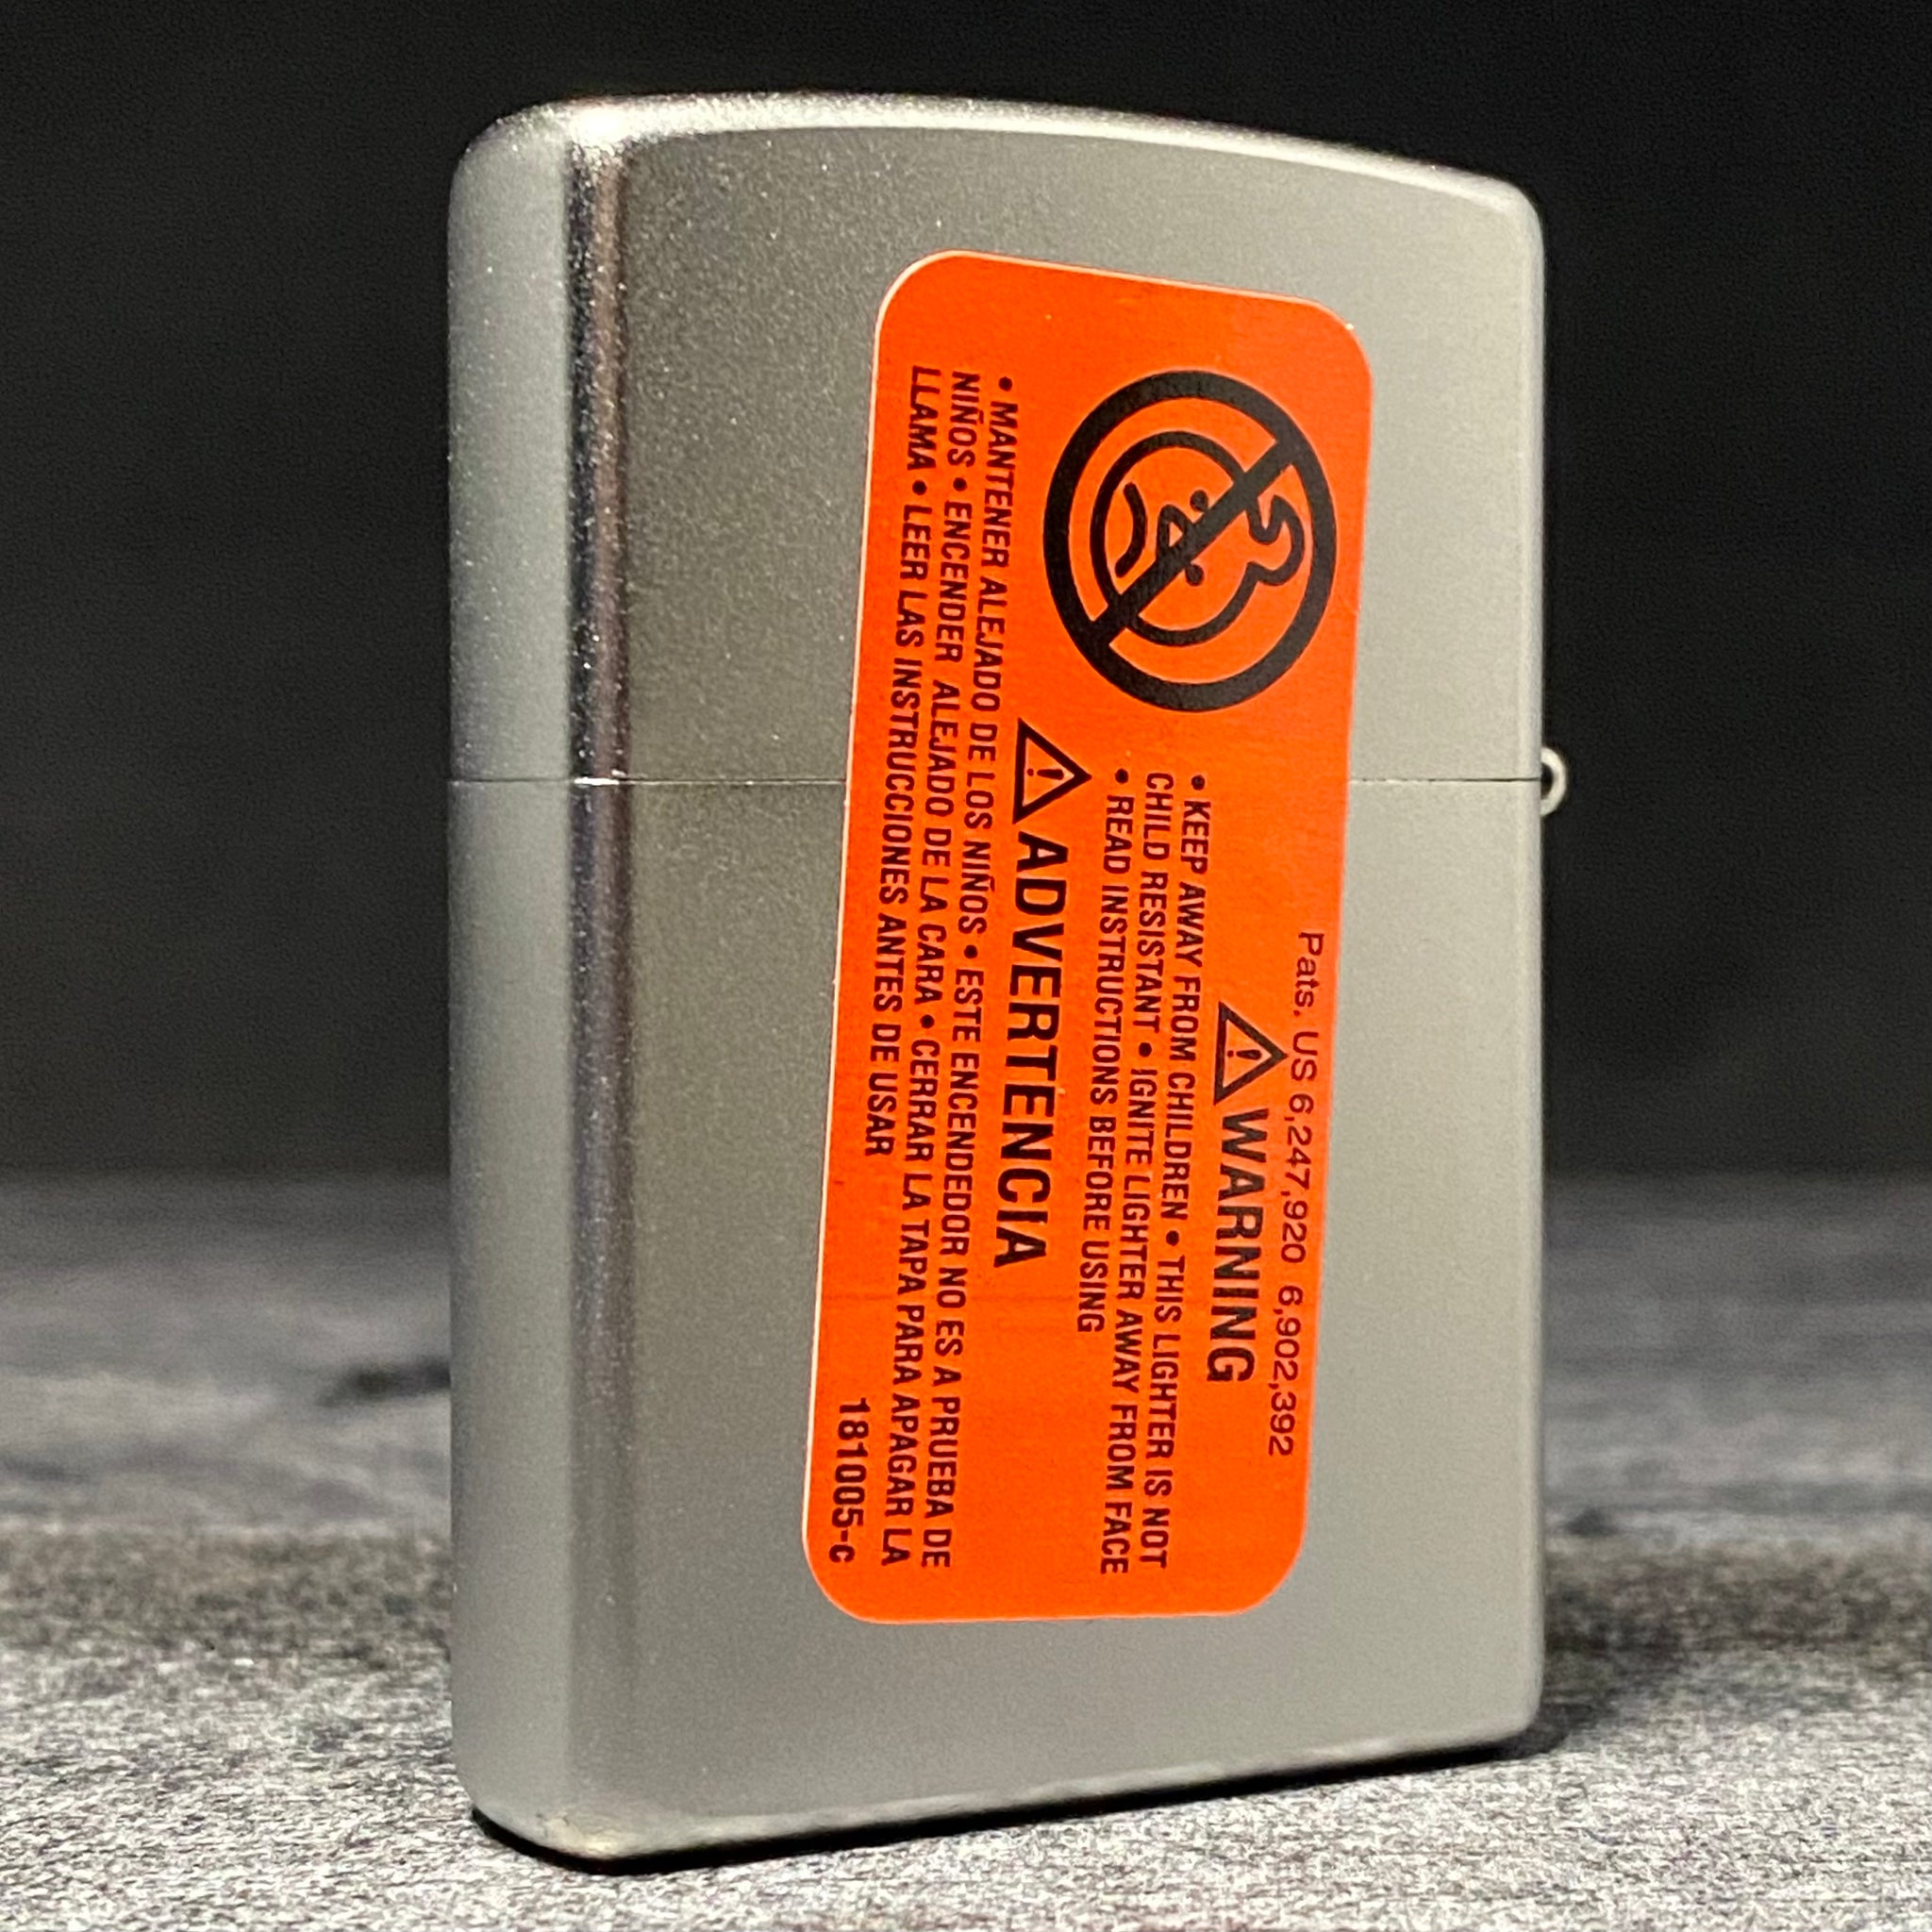 Pats. US 6,247,920 6,902,392
WARNING
• KEEP AWAY FROM CHILDREN • THIS LIGHTER IS NOT
CHILD RESISTANT • IGNITE LIGHTER AWAY FROM FACE
• READ INSTRUCTIONS BEFORE USING
ADVERTENCIA
• MANTENER ALEJADO DE LOS NIÑOS • ESTE ENCENDEDOR NO ES A PRUEBA DE
NIÑOS • ENCENDER ALEJADO DE LA CARA • CERRAR LA TAPA PARA APAGAR LA
LLAMA • LEER LAS INSTRUCCIONES ANTES DE USAR
181005-c